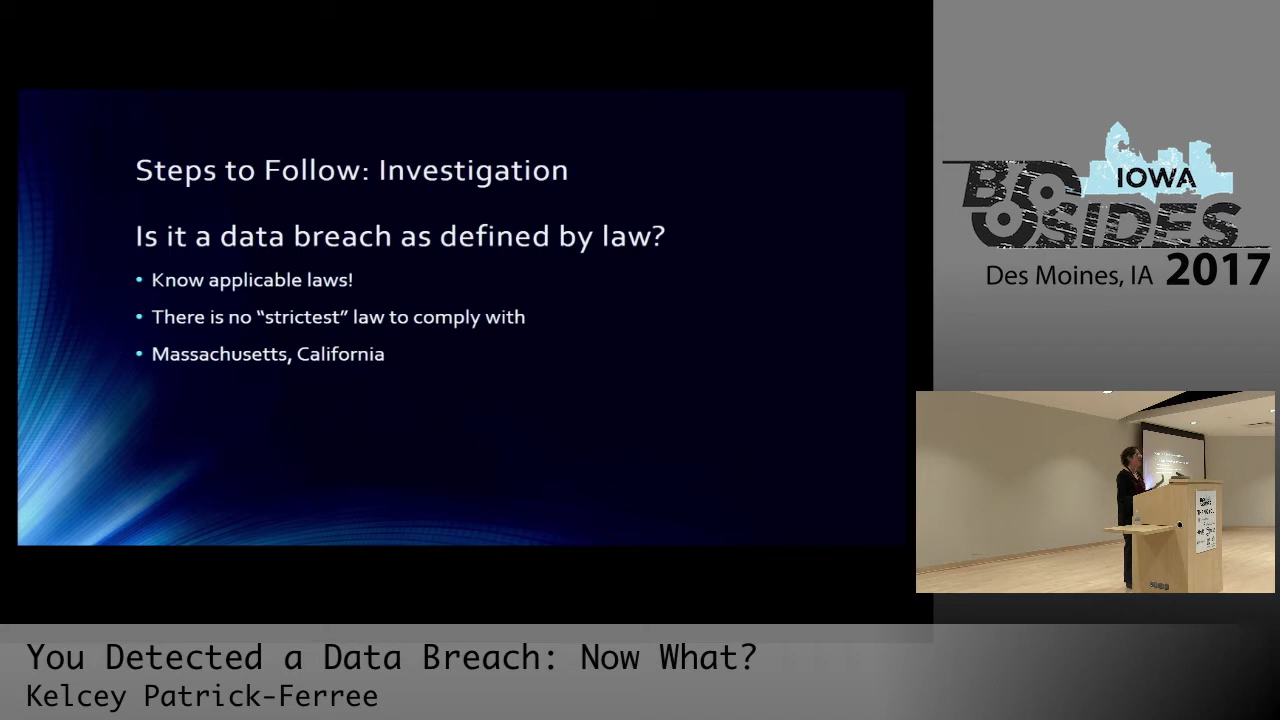 Steps to Follow: Investigation
Is it a data breach as defined by law?
• Know applicable laws!
• There is no “strictest” law to comply with
• Massachusetts, California
IOWA
BSIDES
Des Moines, IA 2017
You Detected a Data Breach: Now What?
Kelcey Patrick-Ferree